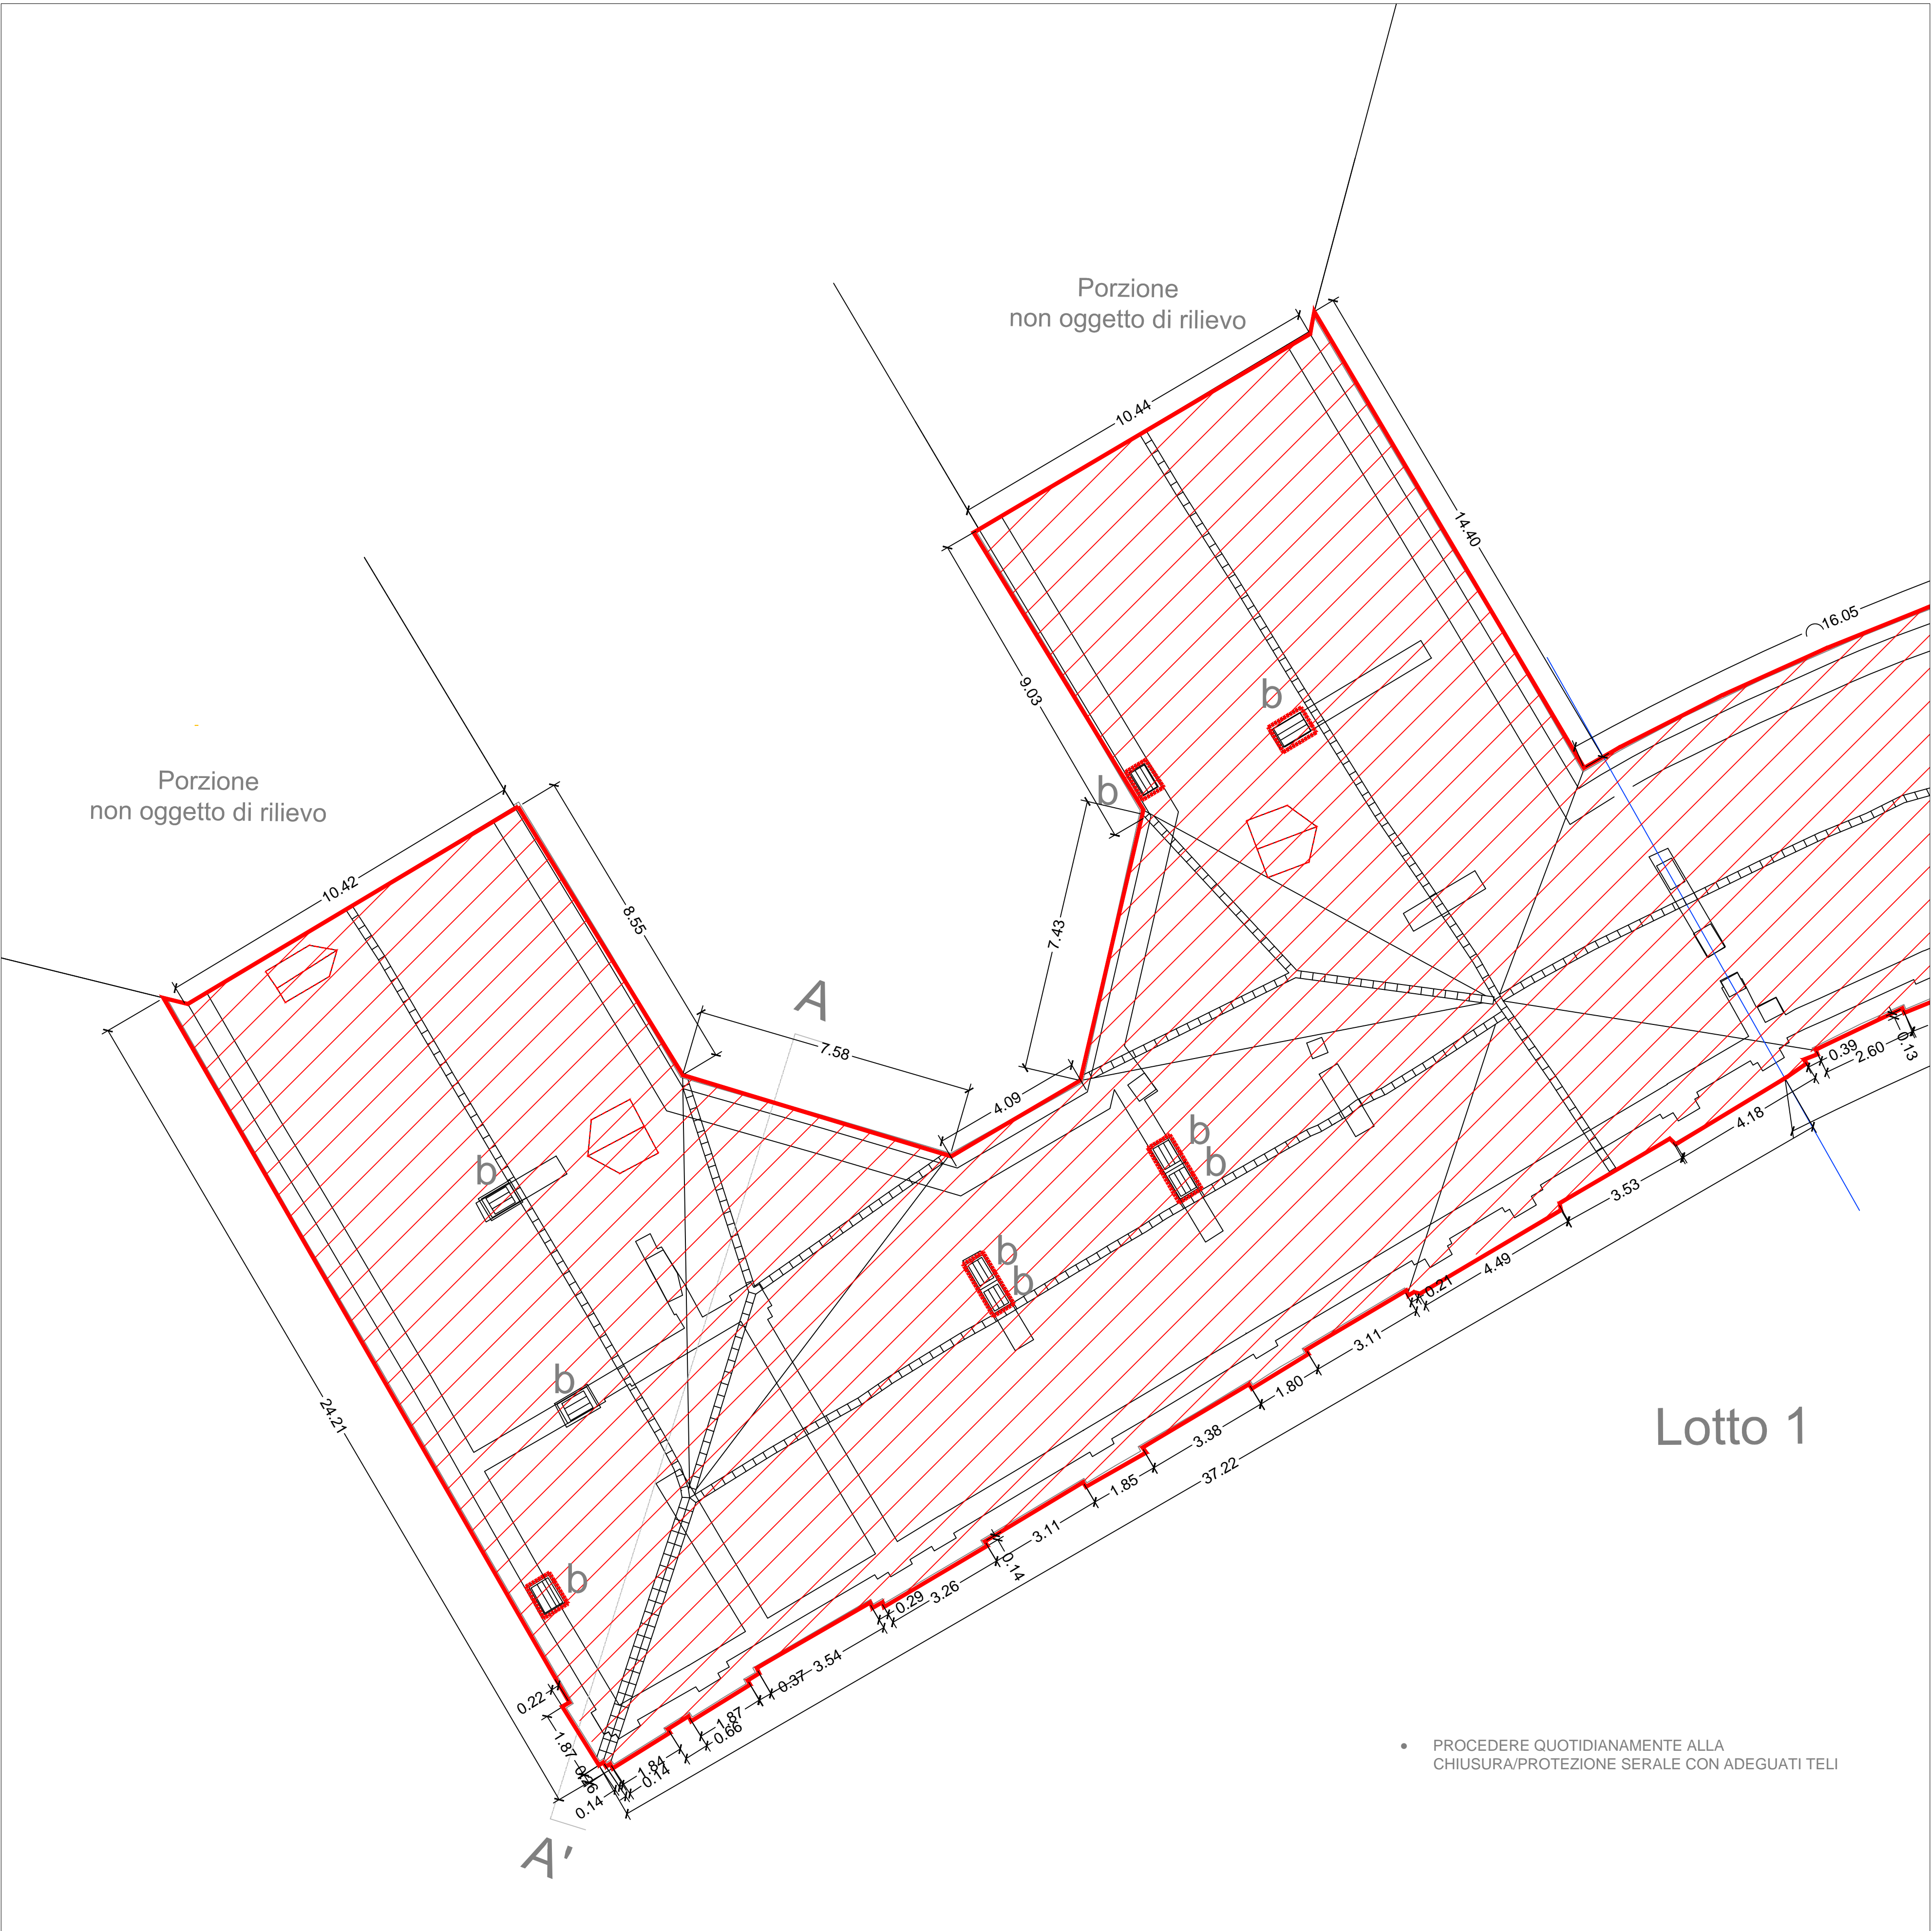 Porzione
non oggetto di rilievo
10.44
14.40
16.05
9.03
b
b
Porzione
non oggetto di rilievo
10.42
8.55
7.43
A
7.58
4.09
b
b
b
b
b
b
b
24.21
0.13
0.39
2.60
4.18
3.53
4.49
0.21
3.11
1.80
3.38
37.22
1.85
3.11
0.14
3.26
0.29
3.54
0.37
1.87
0.66
1.84
0.14
0.14
0.22
1.87
Lotto 1
• PROCEDERE QUOTIDIANAMENTE ALLA
CHIUSURA/PROTEZIONE SERALE CON ADEGUATI TELI
A'